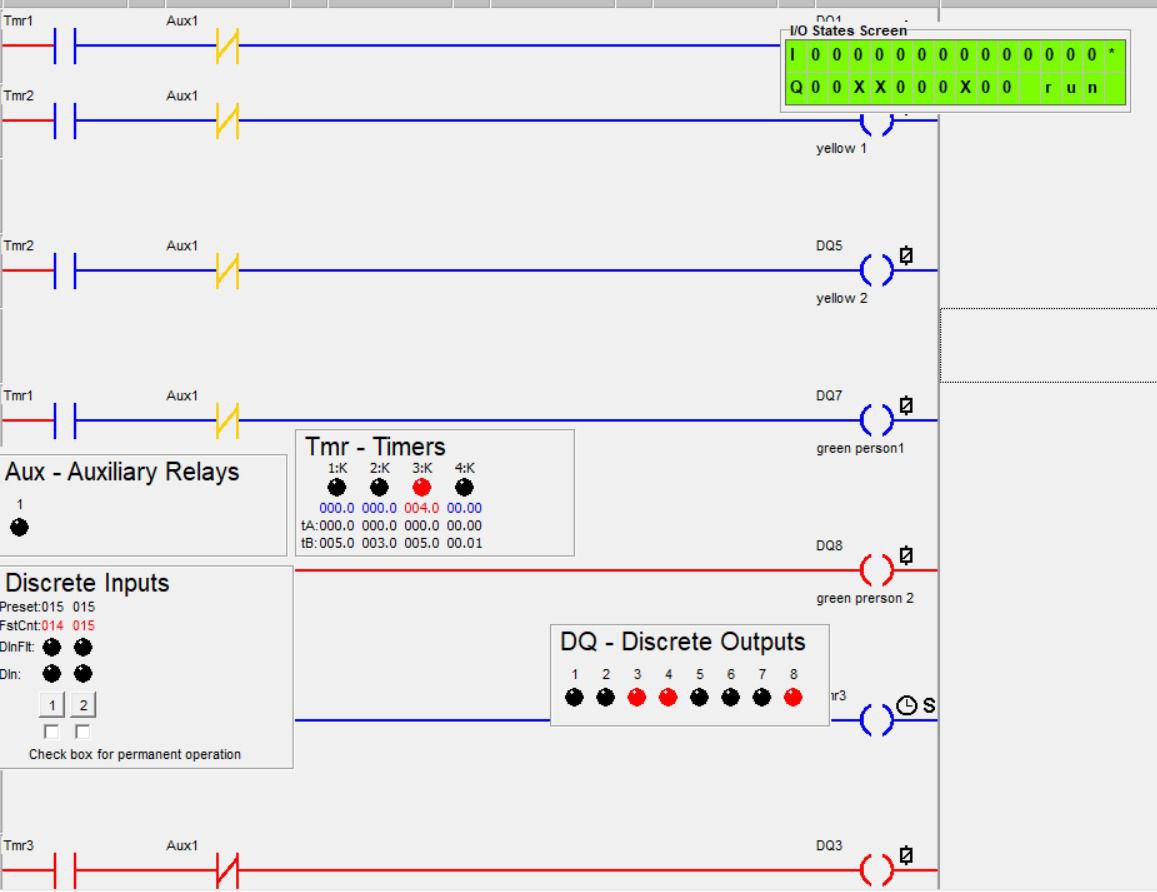 Tmr1 Aux1
I/O States Screen
I 0 0 0 0 0 0 0 0 0 0 0 0 0 0 *
Tmr2 Aux1
Q 0 0 X X 0 0 0 X 0 0 r u n
yellow 1
Tmr2 Aux1 DQ5
yellow 2
Tmr1 Aux1 DQ7
green person1
Tmr - Timers
1:K 2:K 3:K 4:K
000.0 000.0 004.0 00.00
tA:000.0 000.0 000.0 00.00
tB:005.0 003.0 005.0 00.01
Aux - Auxiliary Relays
1
DQ8
green prerson 2
Discrete Inputs
Preset:015 015
FstCnt:014 015
DInFlt:
DIn:
1 2
Check box for permanent operation
DQ - Discrete Outputs
1 2 3 4 5 6 7 8
S
Tmr3 Aux1 DQ3